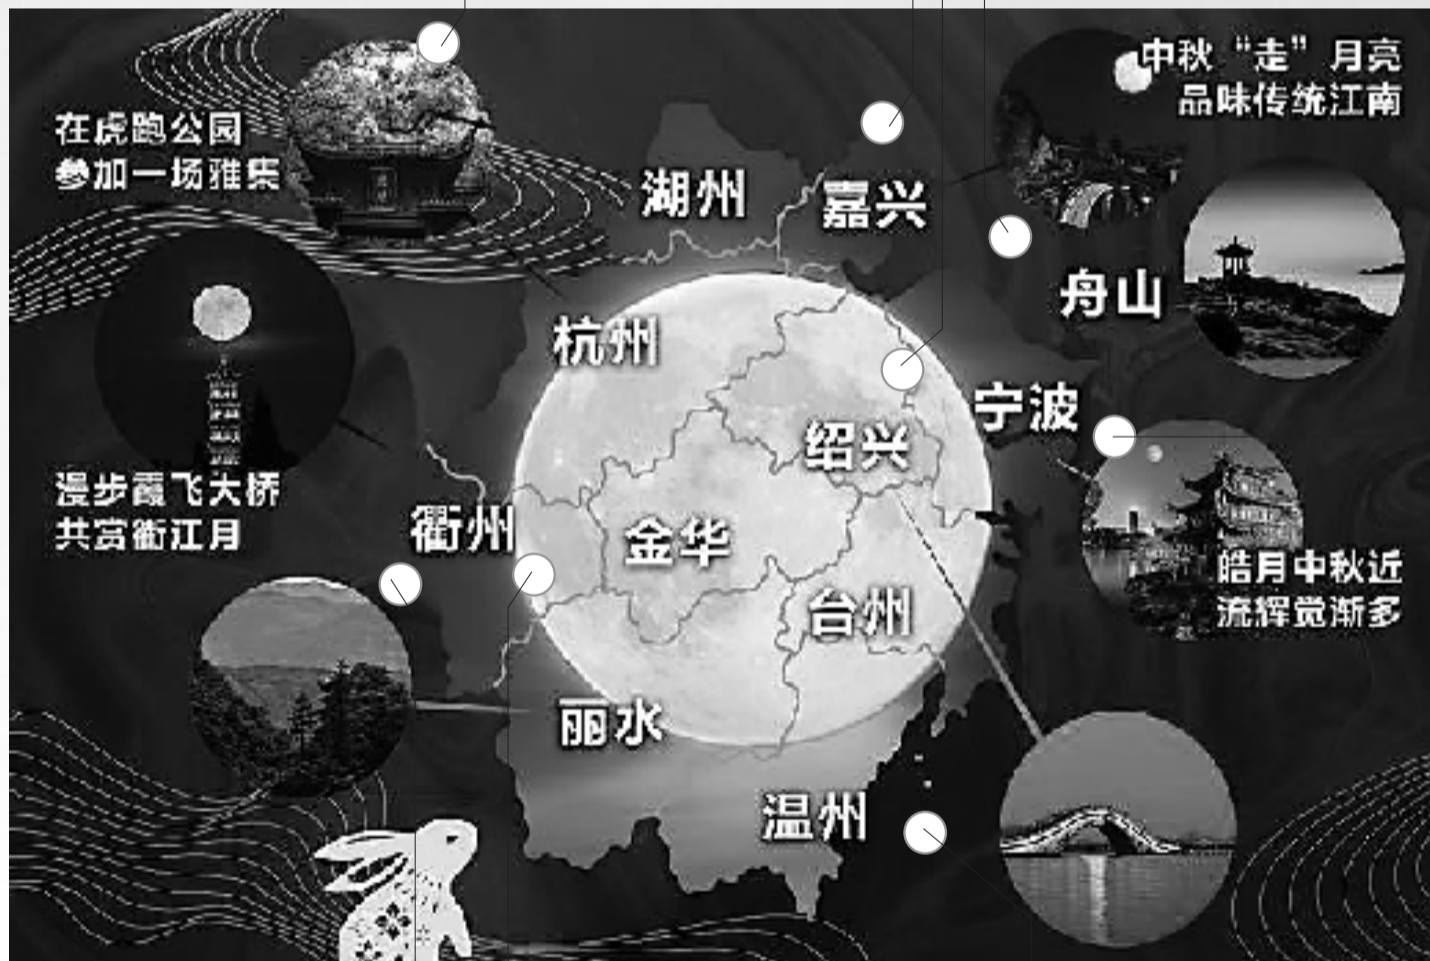 中秋“走”月亮
品味传统江南
在虎跑公园
参加一场雅集
湖州
嘉兴
舟山
杭州
宁波
绍兴
漫步霞飞大桥
共赏衢江月
衢州
金华
皓月中秋近
流辉觉渐多
台州
丽水
温州